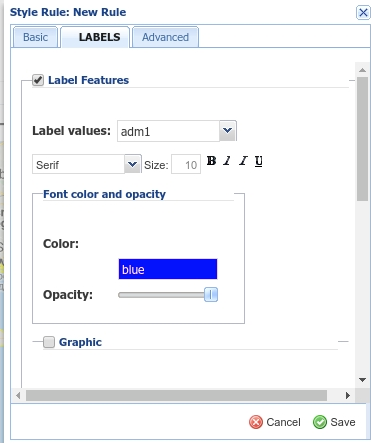 Style Rule: New Rule
Basic LABELS Advanced
Label Features
Label values: adm1
Serif Size: 10 B I I U
Font color and opacity
Color:
blue
Opacity:
Graphic
Cancel Save